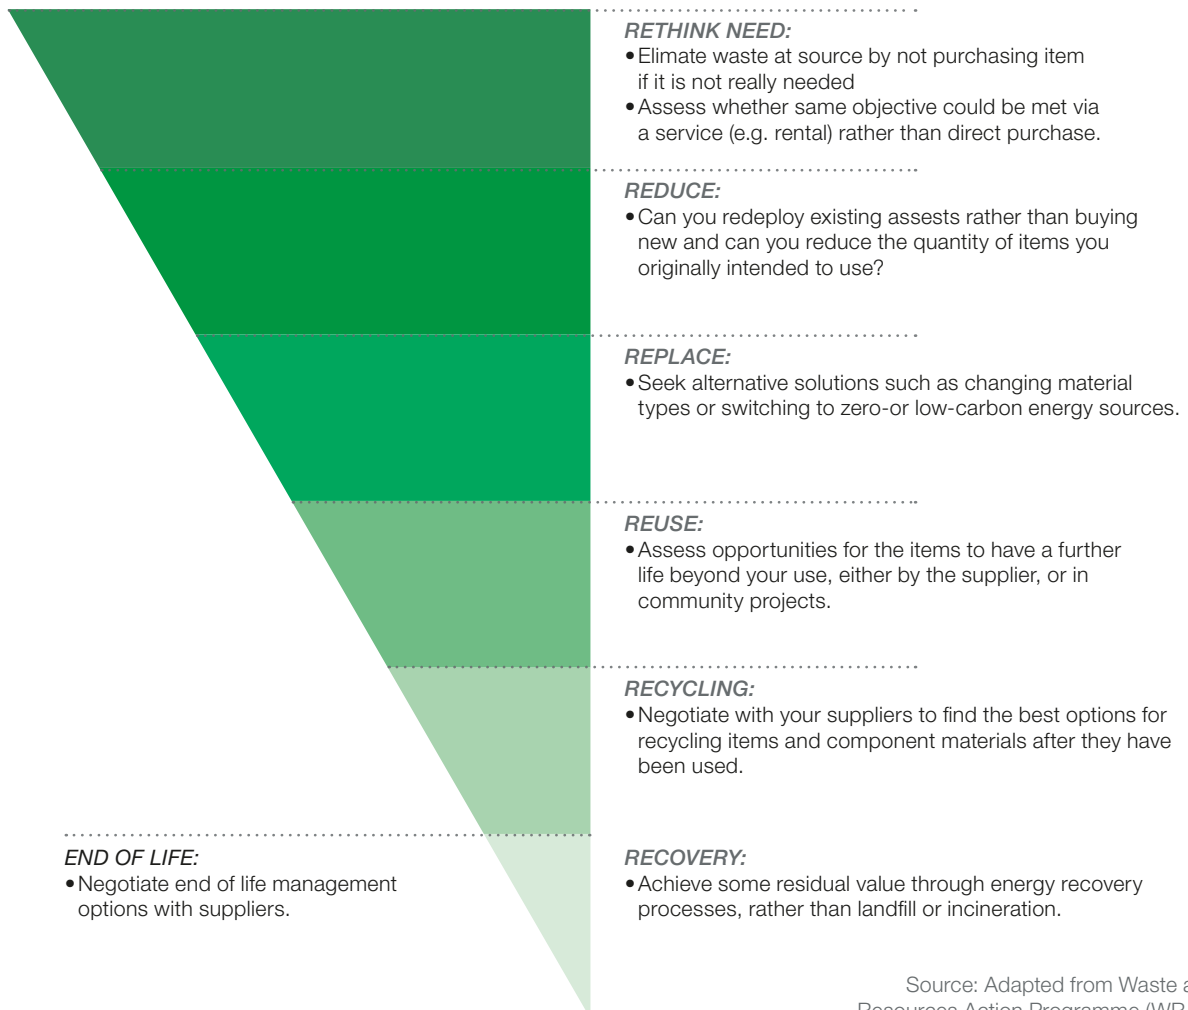 RETHINK NEED:
•Elimate waste at source by not purchasing item
if it is not really needed
•Assess whether same objective could be met via
a service (e.g. rental) rather than direct purchase.
REDUCE:
•Can you redeploy existing assests rather than buying
new and can you reduce the quantity of items you
originally intended to use?
REPLACE:
•Seek alternative solutions such as changing material
types or switching to zero-or low-carbon energy sources.
REUSE:
•Assess opportunities for the items to have a further
life beyond your use, either by the supplier, or in
community projects.
RECYCLING:
•Negotiate with your suppliers to find the best options for
recycling items and component materials after they have
been used.
END OF LIFE:
•Negotiate end of life management
options with suppliers.
RECOVERY:
•Achieve some residual value through energy recovery
processes, rather than landfill or incineration.
Source: Adapted from Waste
Resources Action Programme